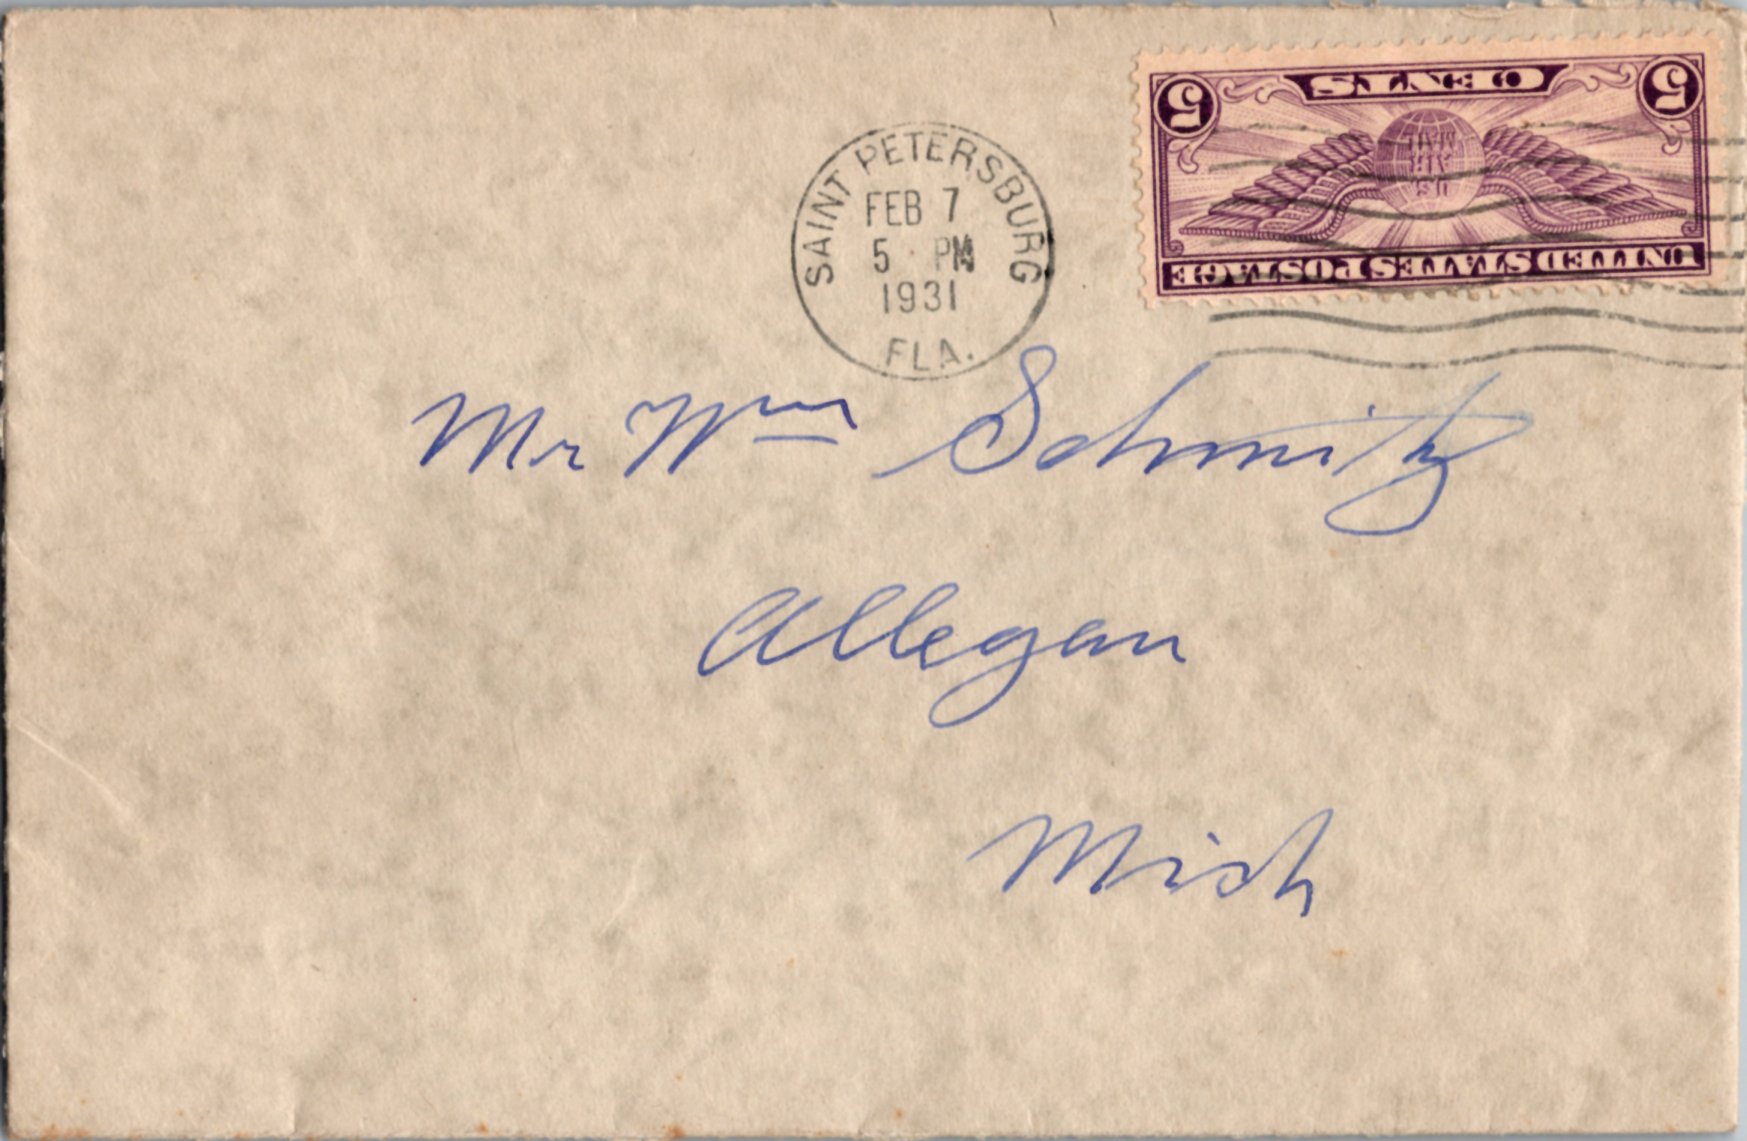 SAINT PETERSBURG
FEB 7
5 PM
1931
FLA.
5 CENTS 5
U.S. AIR MAIL
UNITED STATES POSTAGE
Mr Wm Schmitz
Allegan
Mich